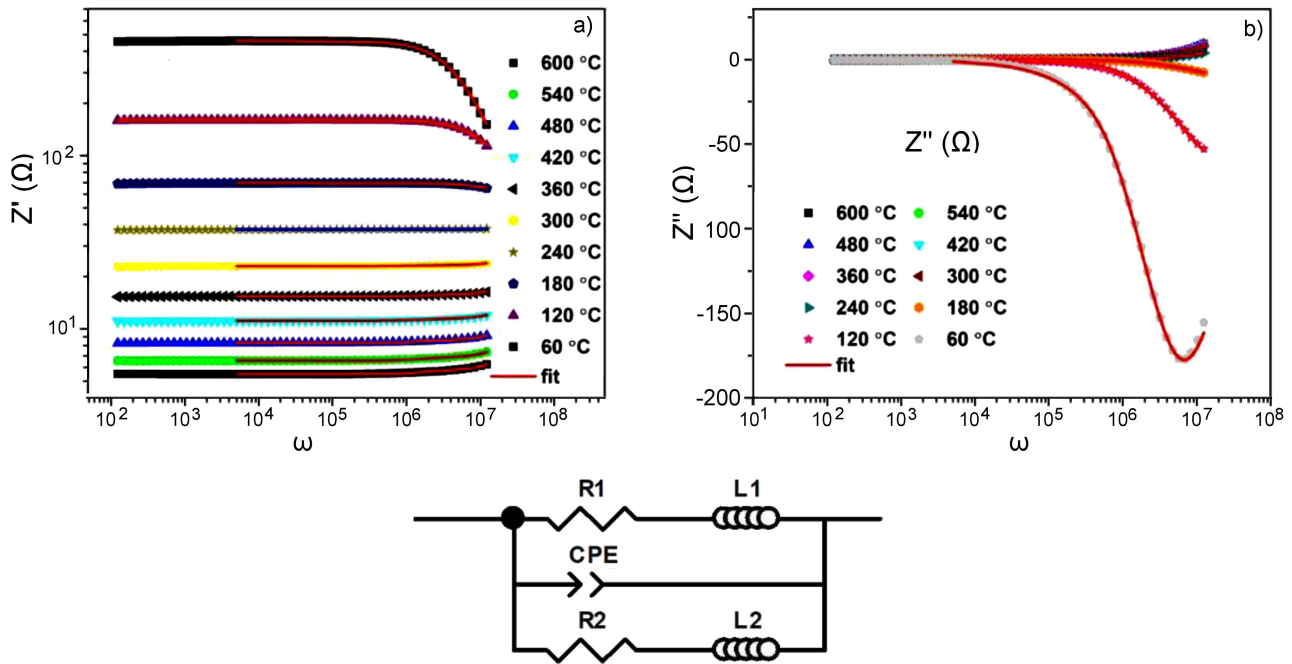 a)
Z' (Ω)
10²
10¹
600 °C
540 °C
480 °C
420 °C
360 °C
300 °C
240 °C
180 °C
120 °C
60 °C
fit
10² 10³ 10⁴ 10⁵ 10⁶ 10⁷ 10⁸
ω
b)
Z'' (Ω)
0
-50
-100
-150
-200
Z'' (Ω)
600 °C 540 °C
480 °C 420 °C
360 °C 300 °C
240 °C 180 °C
120 °C 60 °C
fit
10¹ 10² 10³ 10⁴ 10⁵ 10⁶ 10⁷ 10⁸
ω
R1 L1
CPE
R2 L2